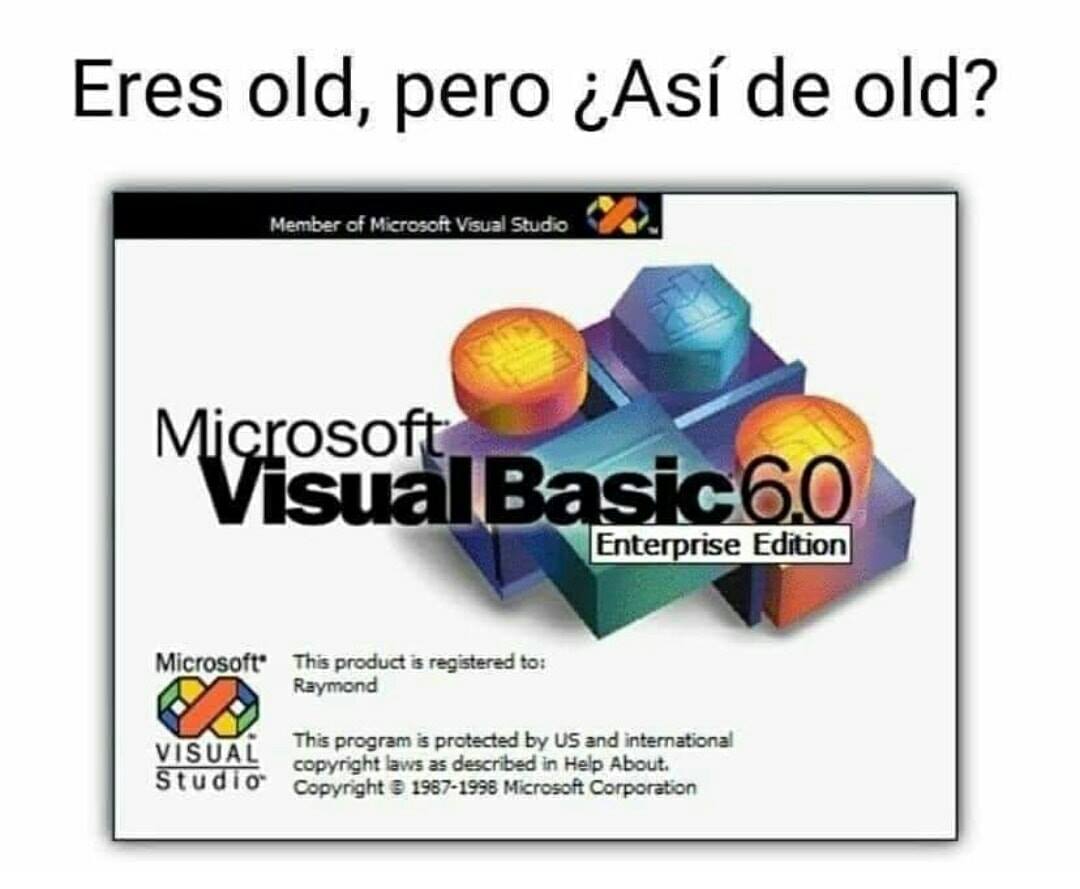 Eres old, pero ¿Así de old?
Member of Microsoft Visual Studio
Microsoft
Visual Basic 6.0
Enterprise Edition
Microsoft®
VISUAL
Studio™
This product is registered to:
Raymond
This program is protected by US and international
copyright laws as described in Help About.
Copyright © 1987-1998 Microsoft Corporation